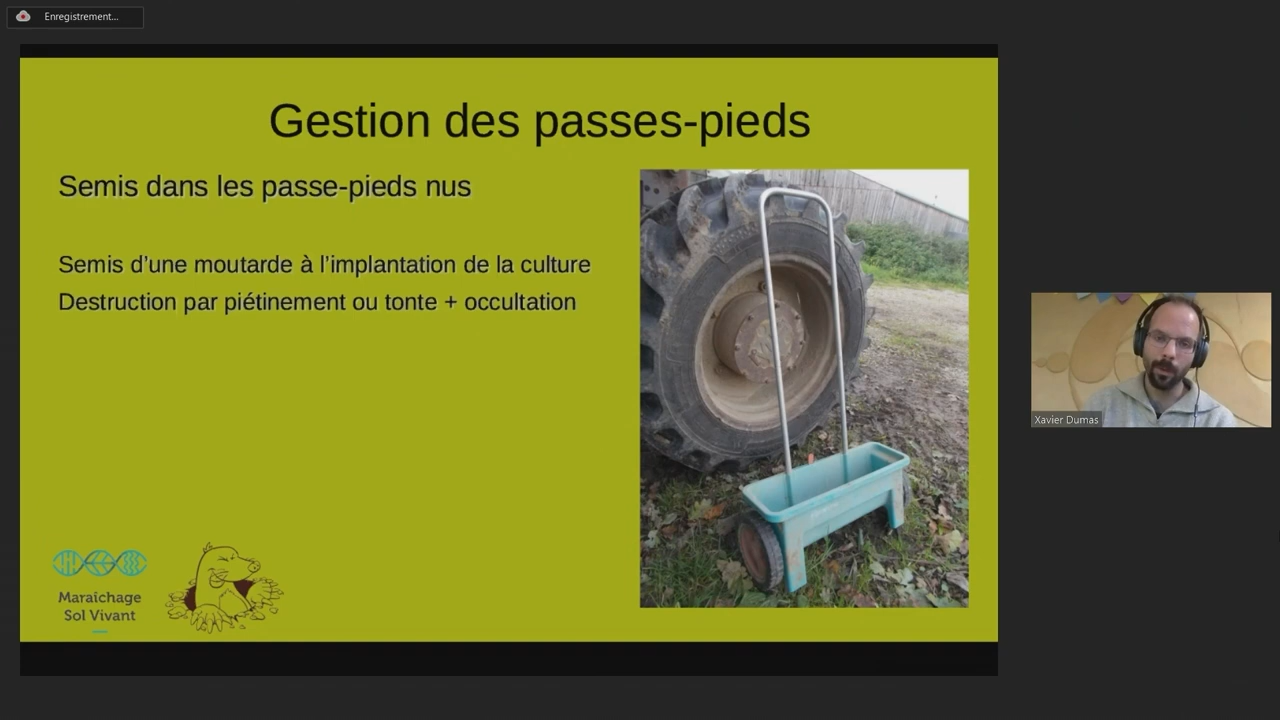 Enregistrement...
Gestion des passes-pieds
Semis dans les passe-pieds nus
Semis d'une moutarde à l'implantation de la culture
Destruction par piétinement ou tonte + occultation
Maraîchage
Sol Vivant
Xavier Dumas